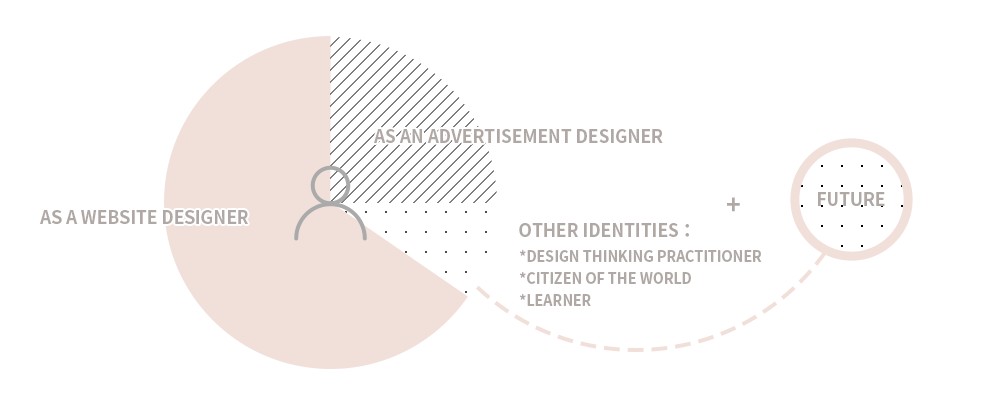 AS AN ADVERTISEMENT DESIGNER
AS A WEBSITE DESIGNER
+
FUTURE
OTHER IDENTITIES：
*DESIGN THINKING PRACTITIONER
*CITIZEN OF THE WORLD
*LEARNER